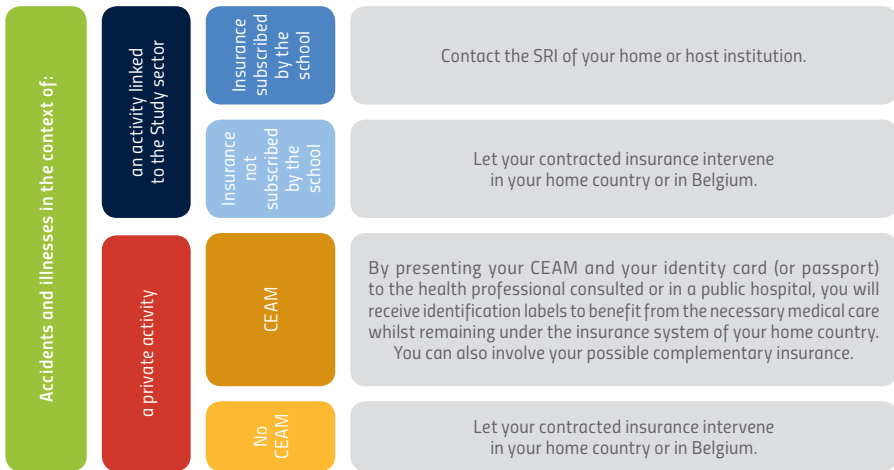 Accidents and illnesses in the context of:
an activity linked
to the Study sector
Insurance
subscribed
by the
school
Contact the SRI of your home or host institution.
Insurance
not
subscribed
by the
school
Let your contracted insurance intervene
in your home country or in Belgium.
a private activity
CEAM
By presenting your CEAM and your identity card (or passport)
to the health professional consulted or in a public hospital, you will
receive identification labels to benefit from the necessary medical care
whilst remaining under the insurance system of your home country.
You can also involve your possible complementary insurance.
No
CEAM
Let your contracted insurance intervene
in your home country or in Belgium.